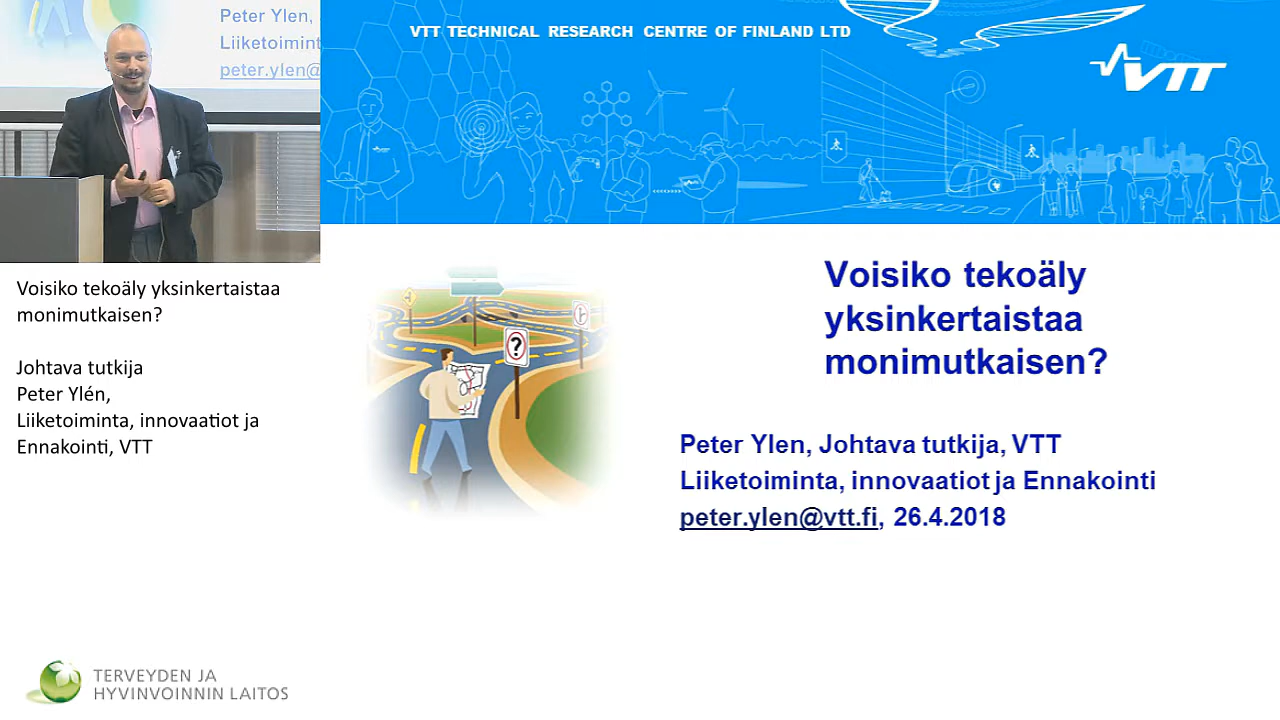 Peter Ylen,
Liiketoimint
peter.ylen@
VTT TECHNICAL RESEARCH CENTRE OF FINLAND LTD
VTT
Voisiko tekoäly yksinkertaistaa
monimutkaisen?
Johtava tutkija
Peter Ylén,
Liiketoiminta, innovaatiot ja
Ennakointi, VTT
?
Voisiko tekoäly
yksinkertaistaa
monimutkaisen?
Peter Ylen, Johtava tutkija, VTT
Liiketoiminta, innovaatiot ja Ennakointi
peter.ylen@vtt.fi, 26.4.2018
TERVEYDEN JA
HYVINVOINNIN LAITOS